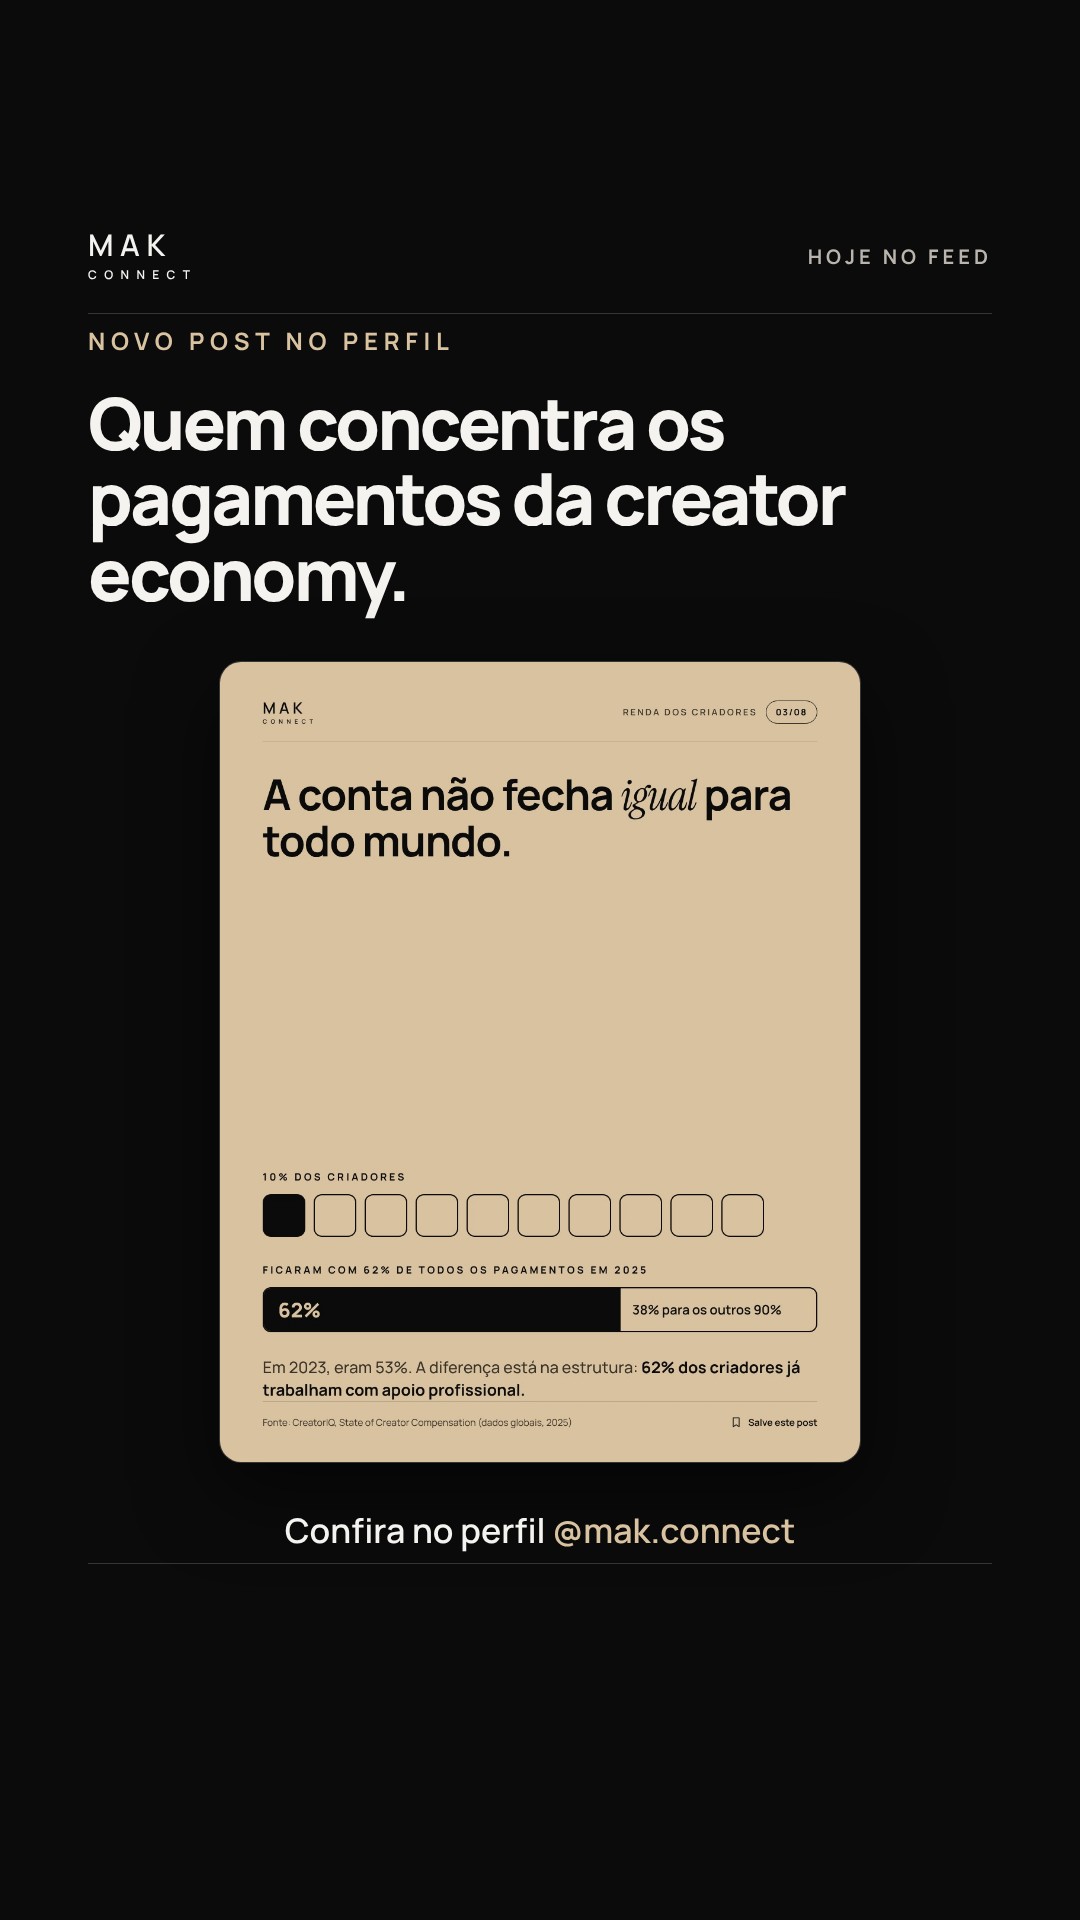 MAK
CONNECT
HOJE NO FEED
NOVO POST NO PERFIL
Quem concentra os
pagamentos da creator
economy.
MAK
CONNECT
RENDA DOS CRIADORES
03/08
A conta não fecha igual para
todo mundo.
10% DOS CRIADORES
FICARAM COM 62% DE TODOS OS PAGAMENTOS EM 2025
62%
38% para os outros 90%
Em 2023, eram 53%. A diferença está na estrutura: 62% dos criadores já
trabalham com apoio profissional.
Fonte: CreatorIQ, State of Creator Compensation (dados globais, 2025)
Salve este post
Confira no perfil @mak.connect